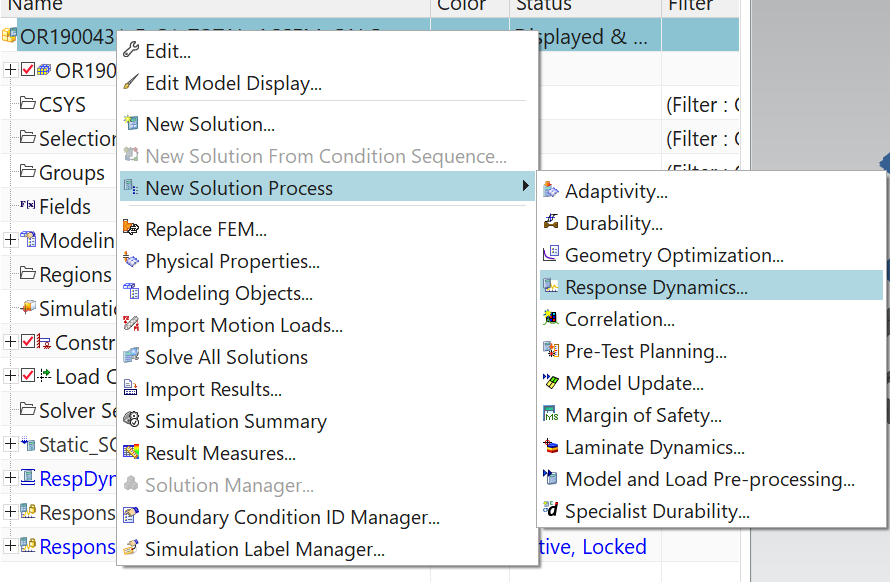 Name Color Status Filter
OR190043 Displayed & ...
Edit...
OR190
Edit Model Display...
CSYS (Filter :
New Solution...
Selection (Filter :
New Solution From Condition Sequence...
Groups (Filter :
New Solution Process
Adaptivity...
Fields
Durability...
Replace FEM...
Modelin
Geometry Optimization...
Physical Properties...
Regions
Response Dynamics...
Modeling Objects...
Simulati
Correlation...
Import Motion Loads...
Constr
Pre-Test Planning...
Solve All Solutions
Load C
Model Update...
Import Results...
Solver Se
Margin of Safety...
Simulation Summary
Static_SO
Laminate Dynamics...
Result Measures...
RespDyn
Model and Load Pre-processing...
Solution Manager...
Respons
Specialist Durability...
Boundary Condition ID Manager...
Respons tive, Locked
Simulation Label Manager...